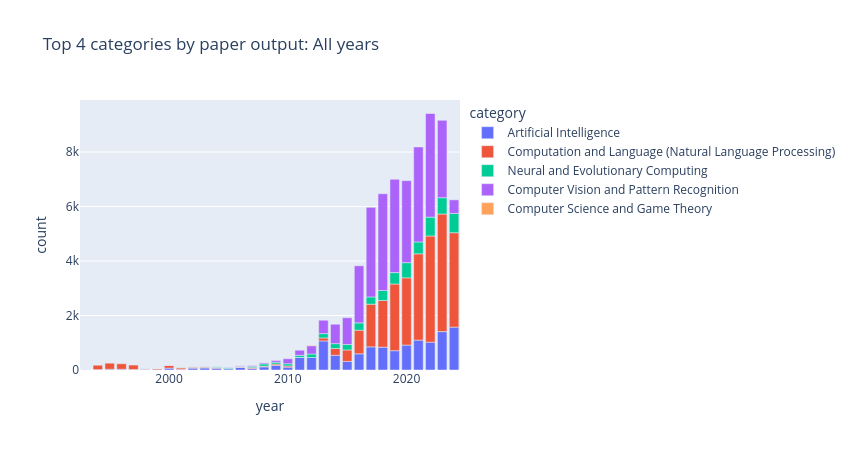 Top 4 categories by paper output: All years
category
Artificial Intelligence
Computation and Language (Natural Language Processing)
Neural and Evolutionary Computing
Computer Vision and Pattern Recognition
Computer Science and Game Theory
count
8k
6k
4k
2k
0
2000
2010
2020
year